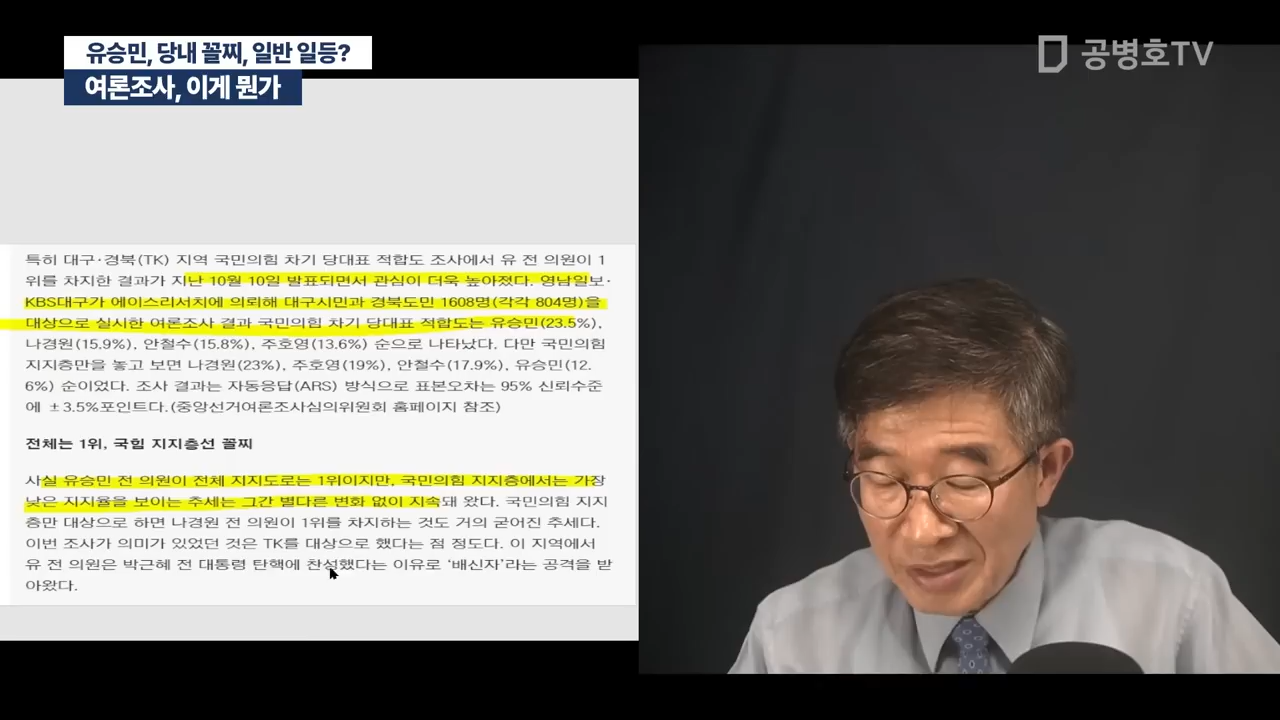 유승민, 당내 꼴찌, 일반 일등?
여론조사, 이게 뭔가
공병호TV
특히 대구·경북(TK) 지역 국민의힘 차기 당대표 적합도 조사에서 유 전 의원이 1
위를 차지한 결과가 지난 10월 10일 발표되면서 관심이 더욱 높아졌다. 영남일보·
KBS대구가 에이스리서치에 의뢰해 대구시민과 경북도민 1608명(각각 804명)을
대상으로 실시한 여론조사 결과 국민의힘 차기 당대표 적합도는 유승민(23.5%),
나경원(15.9%), 안철수(15.8%), 주호영(13.6%) 순으로 나타났다. 다만 국민의힘
지지층만을 놓고 보면 나경원(23%), 주호영(19%), 안철수(17.9%), 유승민(12.
6%) 순이었다. 조사 결과는 자동응답(ARS) 방식으로 표본오차는 95% 신뢰수준
에 ±3.5%포인트다.(중앙선거여론조사심의위원회 홈페이지 참조)
전체는 1위, 국힘 지지층선 꼴찌
사실 유승민 전 의원이 전체 지지도로는 1위이지만, 국민의힘 지지층에서는 가장
낮은 지지율을 보이는 추세는 그간 별다른 변화 없이 지속돼 왔다. 국민의힘 지지
층만 대상으로 하면 나경원 전 의원이 1위를 차지하는 것도 거의 굳어진 추세다.
이번 조사가 의미가 있었던 것은 TK를 대상으로 했다는 점 정도다. 이 지역에서
유 전 의원은 박근혜 전 대통령 탄핵에 찬성했다는 이유로 ‘배신자’라는 공격을 받
아왔다.